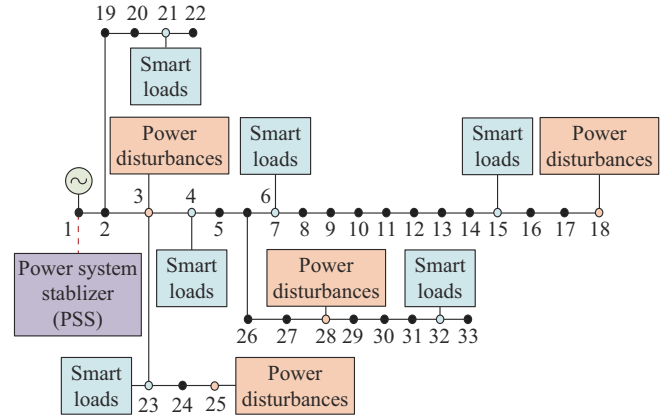 19 20 21 22
Smart
loads
Power
disturbances
Smart
loads
Smart
loads
Power
disturbances
3 4 6
1 2 5 7 8 9 10 11 12 13 14 15 16 17 18
Power system
stablizer
(PSS)
Smart
loads
Power
disturbances
Smart
loads
26 27 28 29 30 31 32 33
Smart
loads
23 24 25
Power
disturbances